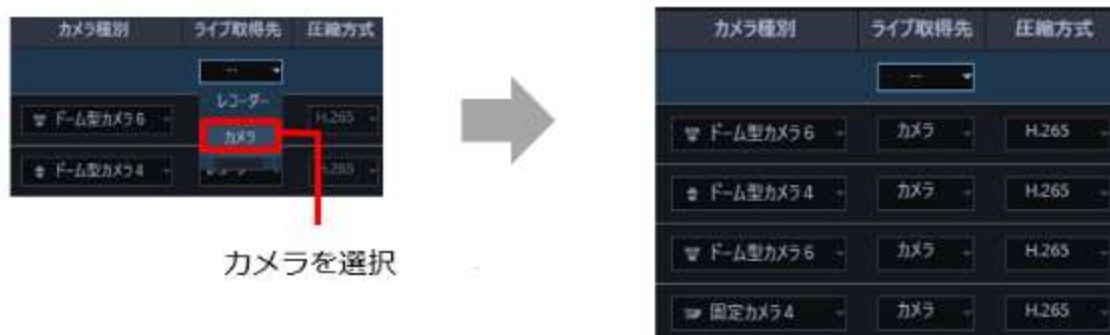 カメラ種別 ライブ取得先 圧縮方式
--
レコーダー
ドーム型カメラ6 カメラ H.265
ドーム型カメラ4 H.265
カメラを選択
カメラ種別 ライブ取得先 圧縮方式
--
ドーム型カメラ6 カメラ H.265
ドーム型カメラ4 カメラ H.265
ドーム型カメラ6 カメラ H.265
固定カメラ4 カメラ H.265